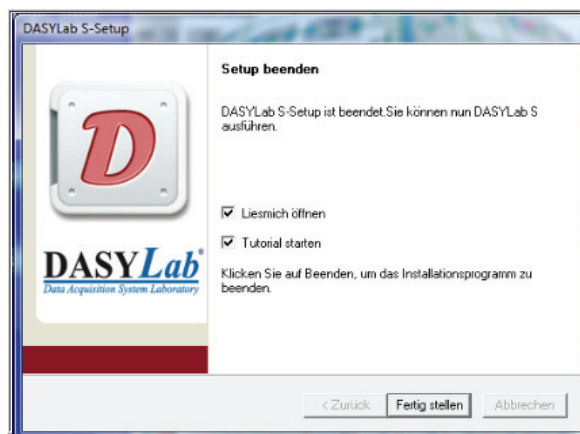 DASYLab S-Setup
Setup beenden
DASYLab S-Setup ist beendet.Sie können nun DASYLab S
ausführen.
Liesmich öffnen
Tutorial starten
Klicken Sie auf Beenden, um das Installationsprogramm zu
beenden.
D
DASYLab®
Data Acquisition System Laboratory
< Zurück Fertig stellen Abbrechen